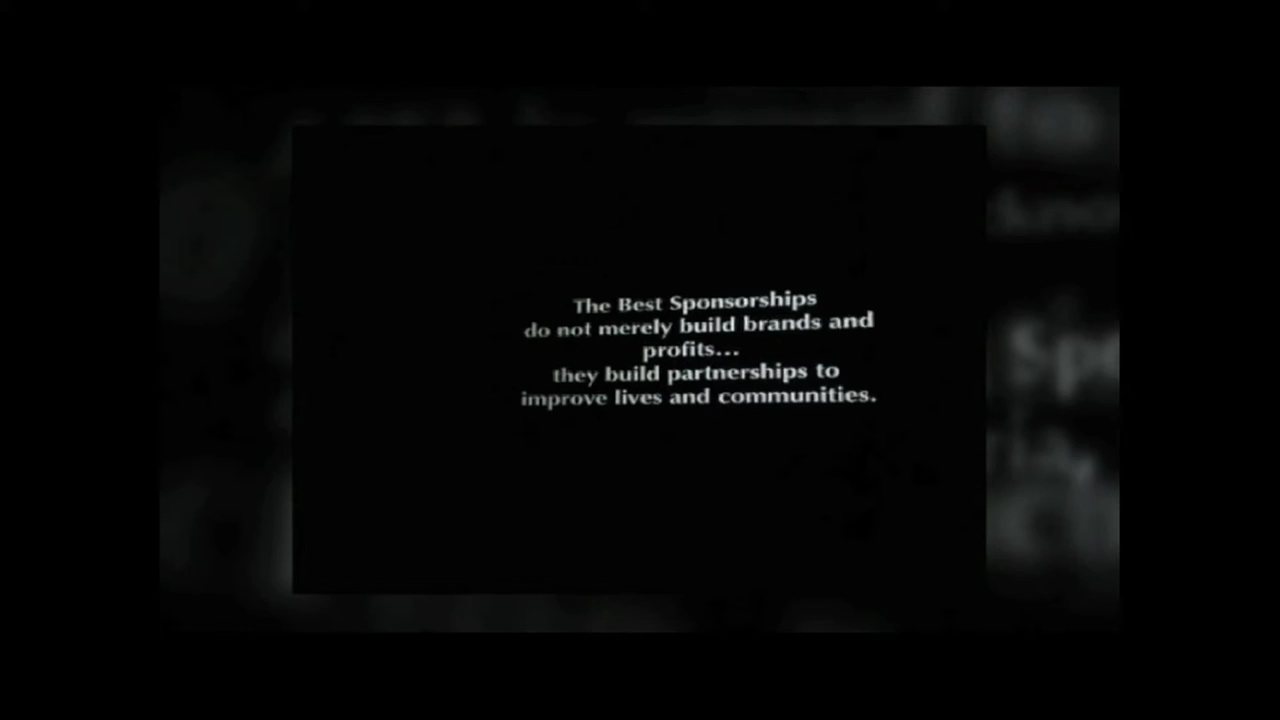 The Best Sponsorships
do not merely build brands and
profits...
they build partnerships to
improve lives and communities.